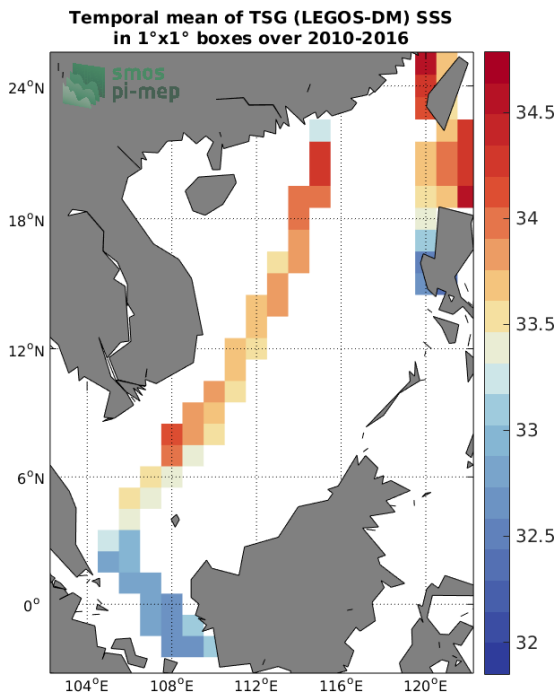 Temporal mean of TSG (LEGOS-DM) SSS
in 1°x1° boxes over 2010-2016
smos
pi-mep
24°N
18°N
12°N
6°N
0°
104°E
108°E
112°E
116°E
120°E
34.5
34
33.5
33
32.5
32